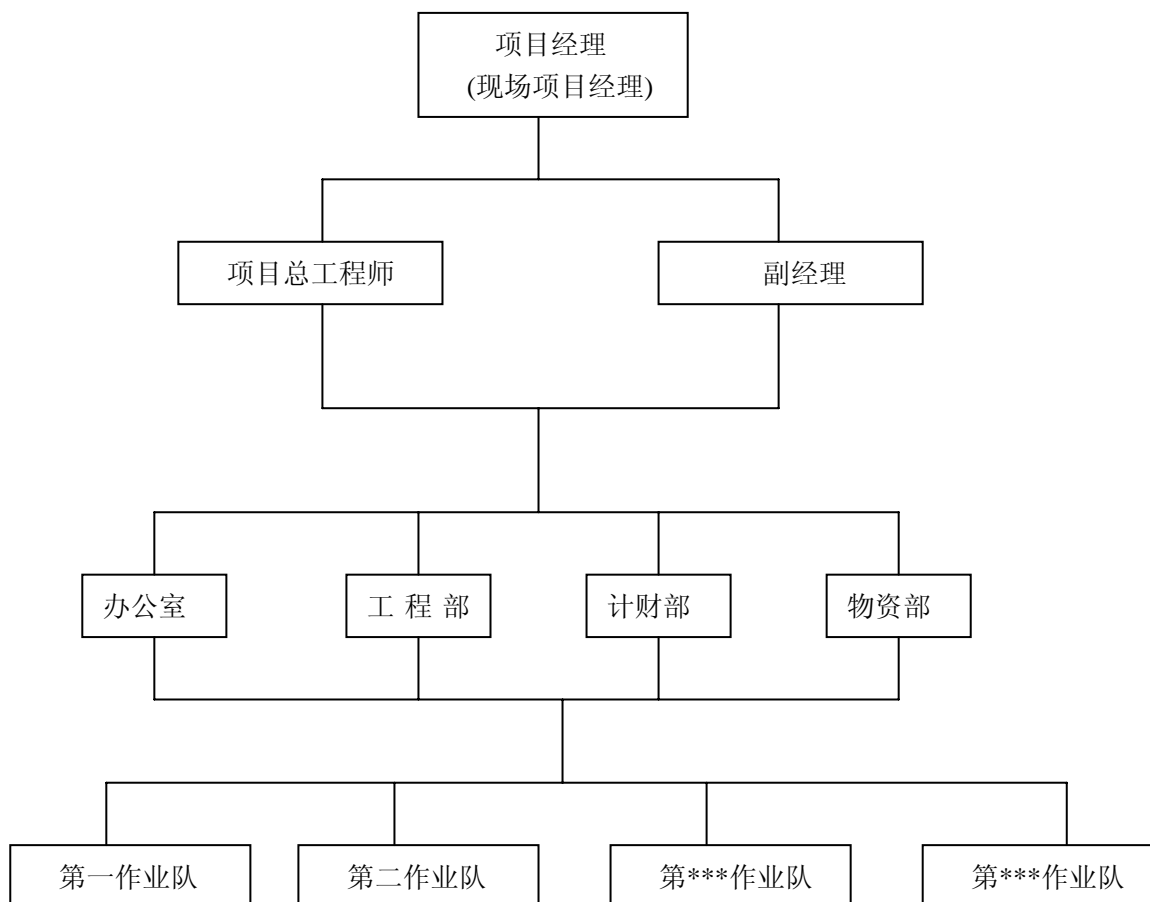 项目经理
(现场项目经理)
项目总工程师
副经理
办公室
工 程 部
计财部
物资部
第一作业队
第二作业队
第***作业队
第***作业队